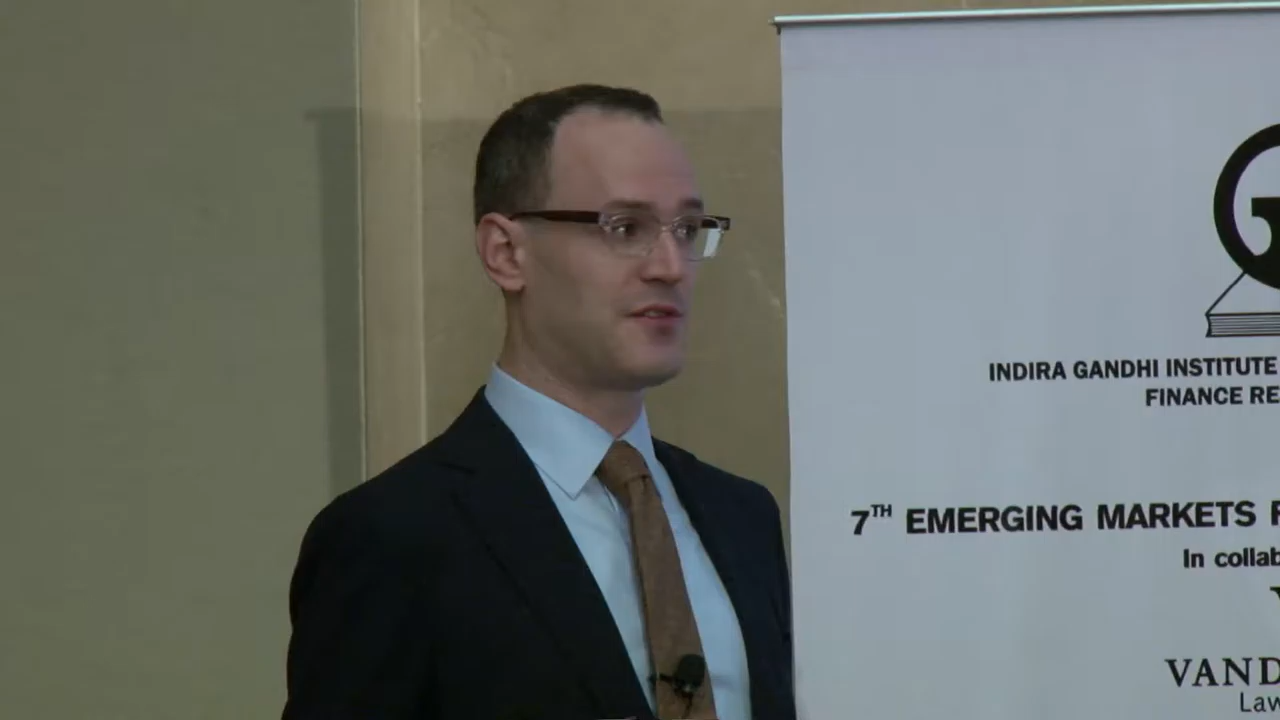 INDIRA GANDHI INSTITUTE
FINANCE RE
7TH EMERGING MARKETS F
In collab
VAND
Law